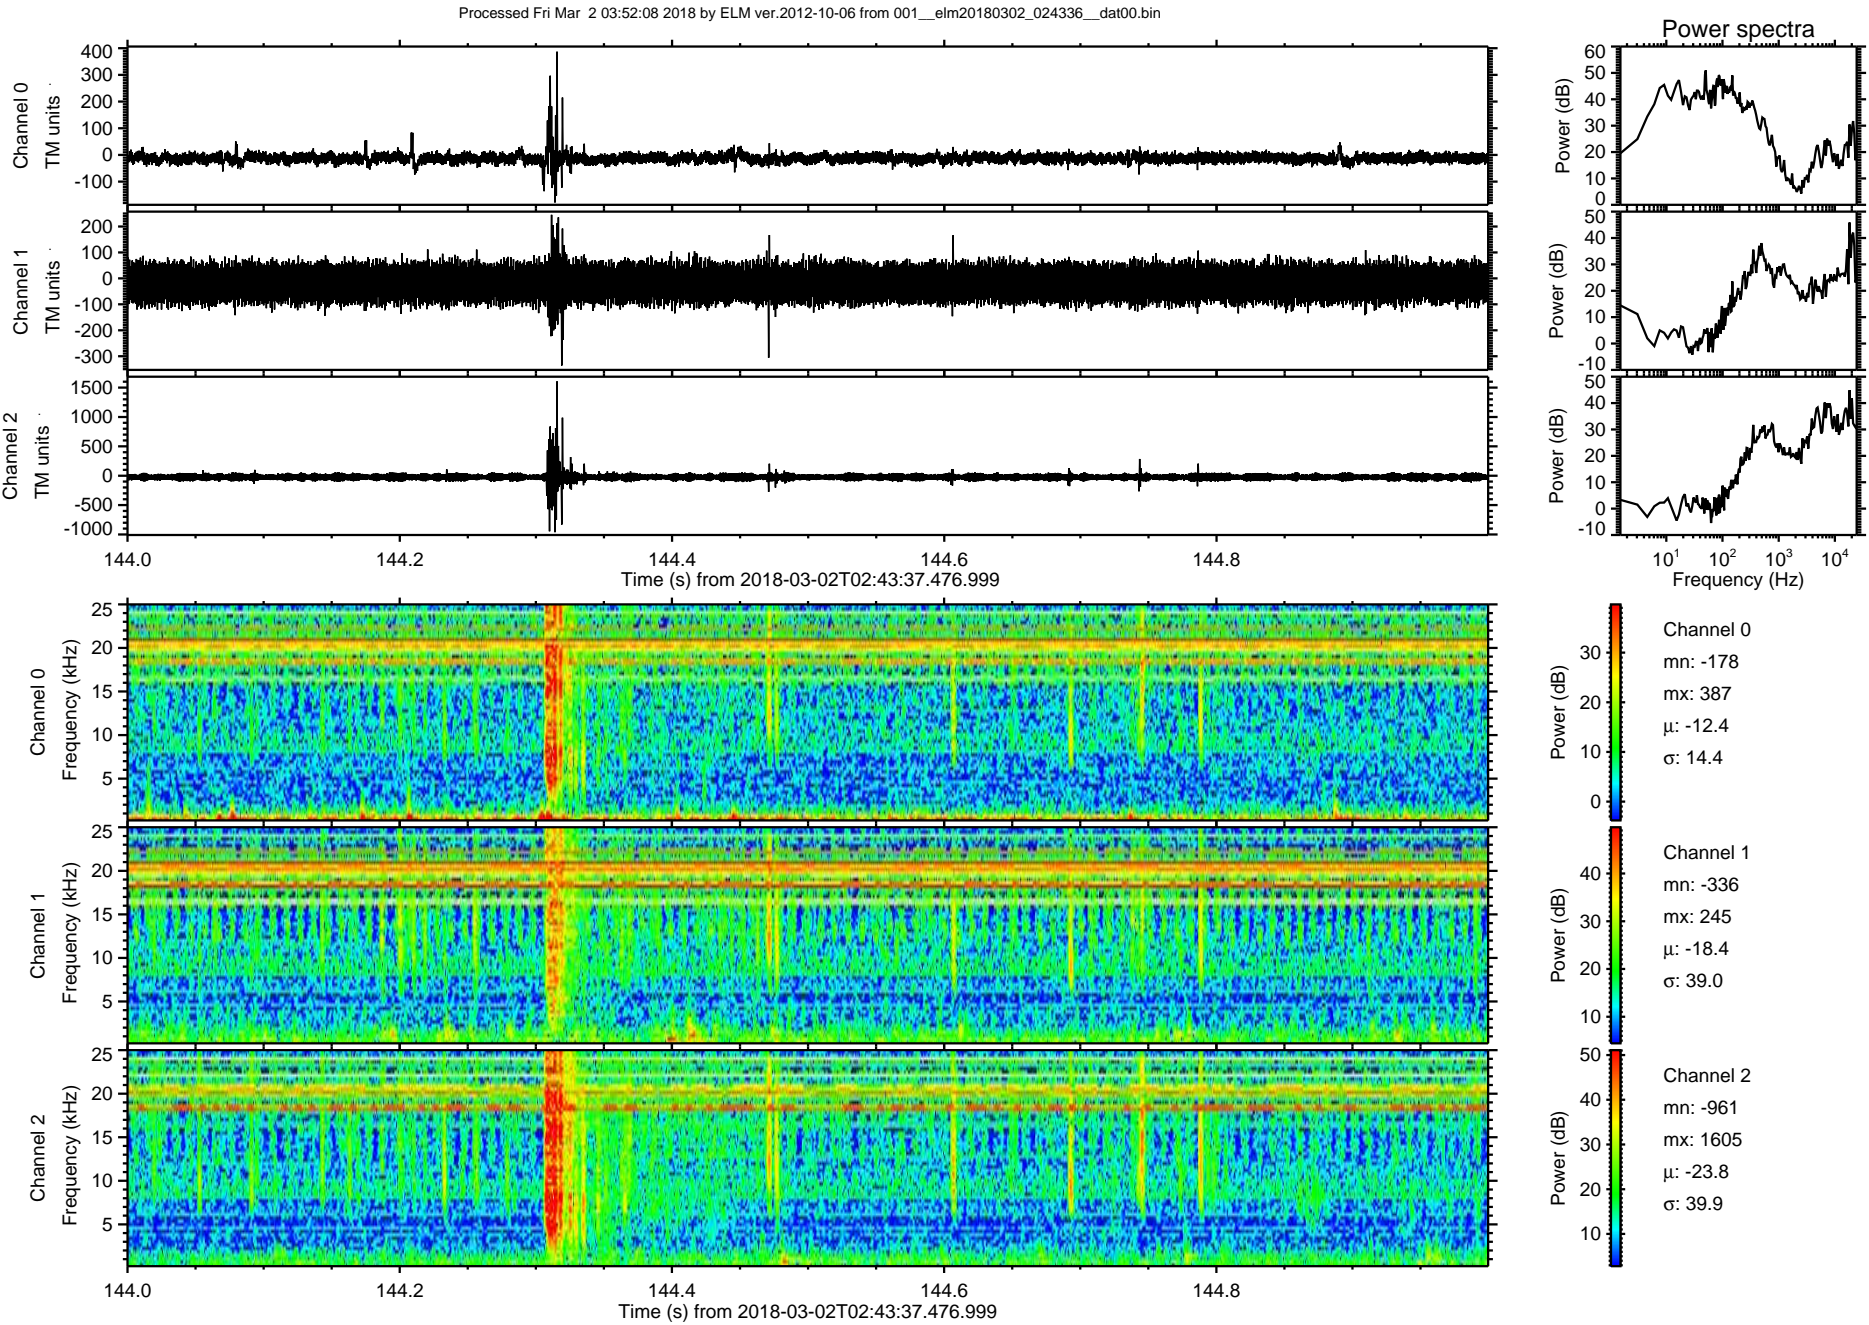 Processed Fri Mar 2 03:52:08 2018 by ELM ver.2012-10-06 from 001__elm20180302_024336__dat00.bin
Power spectra
Channel 0
TM units
400
300
200
100
0
-100
Power (dB)
60
50
40
30
20
10
0
Channel 1
TM units
200
100
0
-100
-200
-300
Power (dB)
50
40
30
20
10
0
-10
Channel 2
TM units
1500
1000
500
0
-500
-1000
Power (dB)
50
40
30
20
10
0
-10
144.0 144.2 144.4 144.6 144.8
Time (s) from 2018-03-02T02:43:37.476.999
10^1 10^2 10^3 10^4
Frequency (Hz)
Channel 0
Frequency (kHz)
25
20
15
10
5
Power (dB)
30
20
10
0
Channel 0
mn: -178
mx: 387
μ: -12.4
σ: 14.4
Channel 1
Frequency (kHz)
25
20
15
10
5
Power (dB)
40
30
20
10
Channel 1
mn: -336
mx: 245
μ: -18.4
σ: 39.0
Channel 2
Frequency (kHz)
25
20
15
10
5
Power (dB)
50
40
30
20
10
Channel 2
mn: -961
mx: 1605
μ: -23.8
σ: 39.9
144.0 144.2 144.4 144.6 144.8
Time (s) from 2018-03-02T02:43:37.476.999